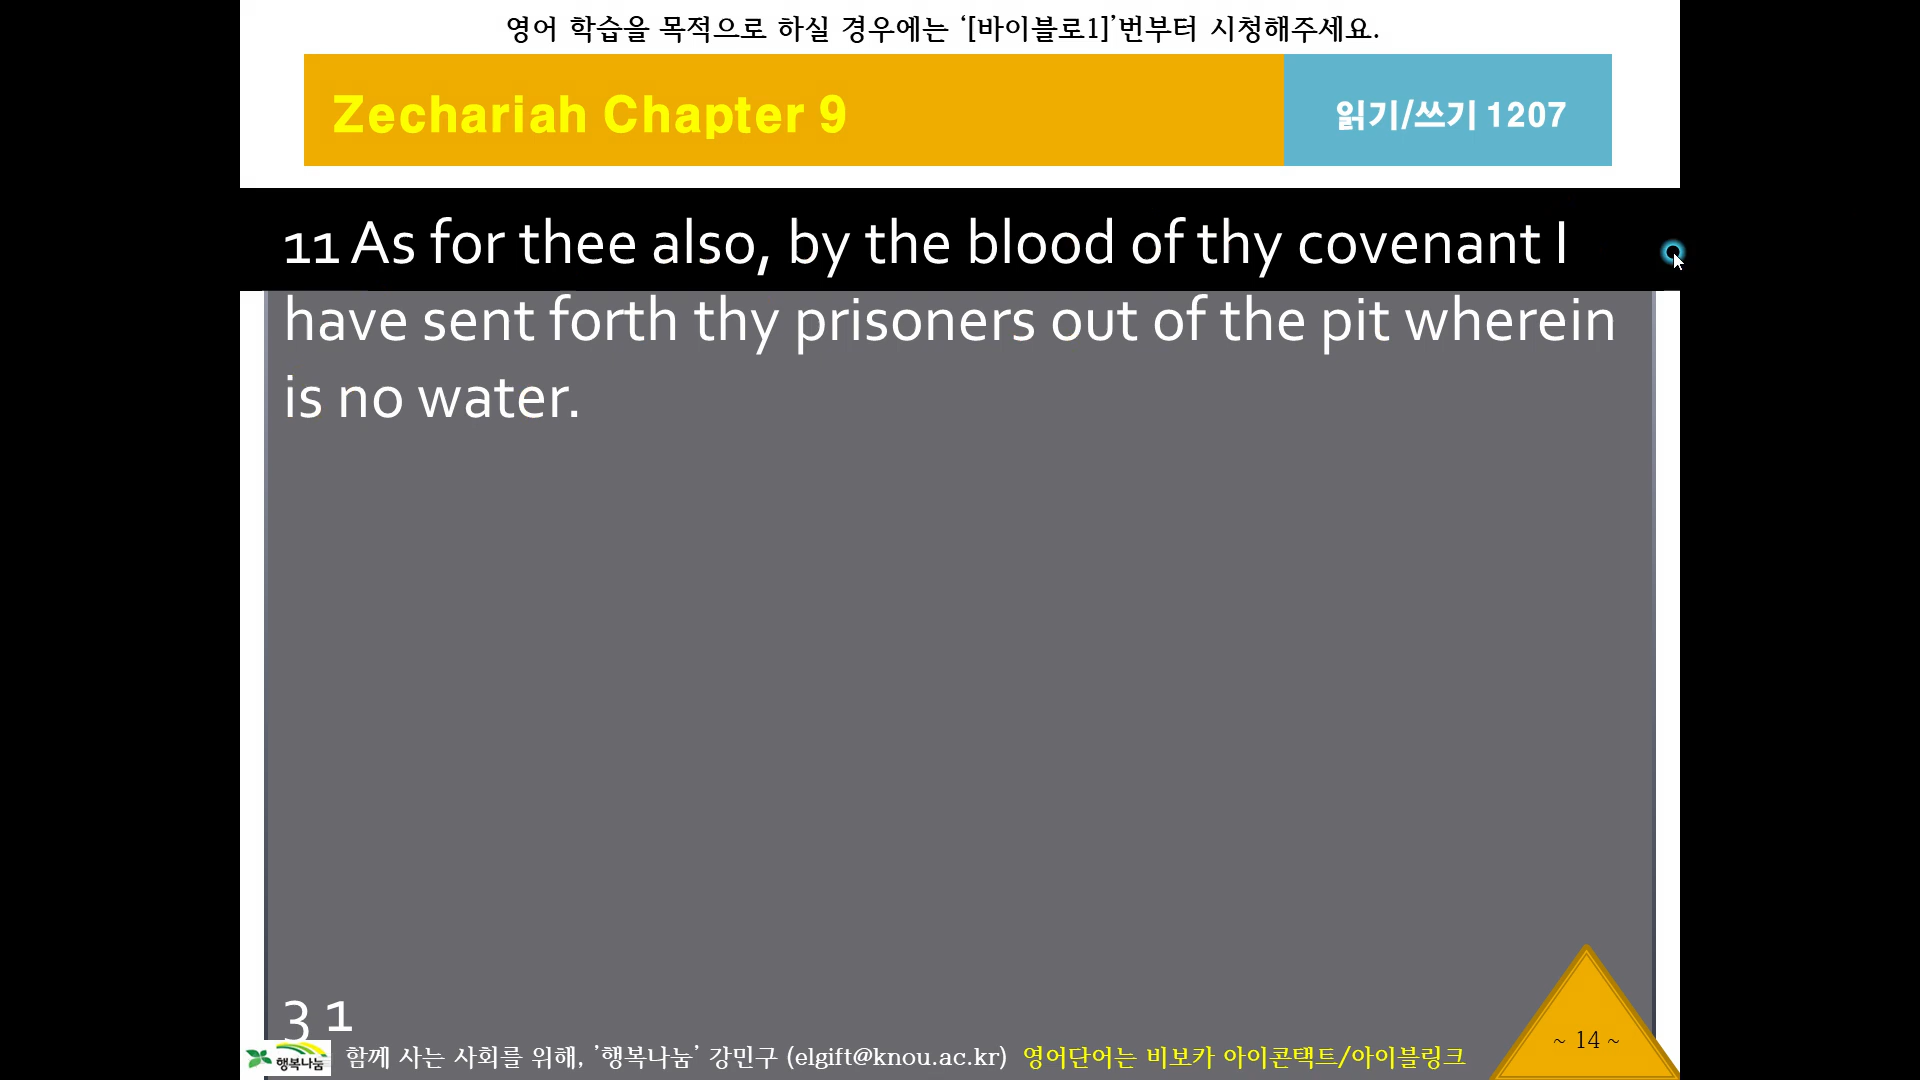 영어 학습을 목적으로 하실 경우에는 ‘[바이블로1]’번부터 시청해주세요.
Zechariah Chapter 9
읽기/쓰기 1207
11 As for thee also, by the blood of thy covenant I
have sent forth thy prisoners out of the pit wherein
is no water.
3 1
행복나눔 함께 사는 사회를 위해, ’행복나눔’ 강민구 (elgift@knou.ac.kr) 영어단어는 비보카 아이콘택트/아이블링크
~ 14 ~